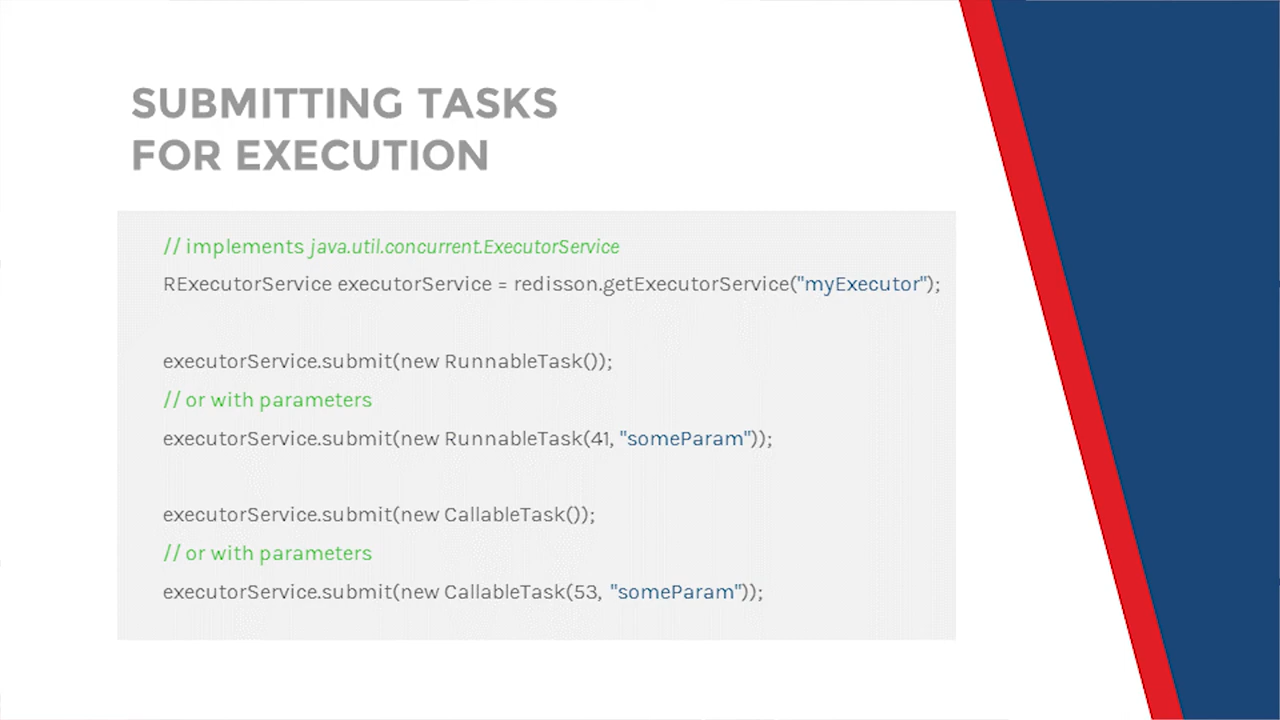 SUBMITTING TASKS
FOR EXECUTION
// implements java.util.concurrent.ExecutorService
RExecutorService executorService = redisson.getExecutorService("myExecutor");
executorService.submit(new RunnableTask());
// or with parameters
executorService.submit(new RunnableTask(41, "someParam"));
executorService.submit(new CallableTask());
// or with parameters
executorService.submit(new CallableTask(53, "someParam"));